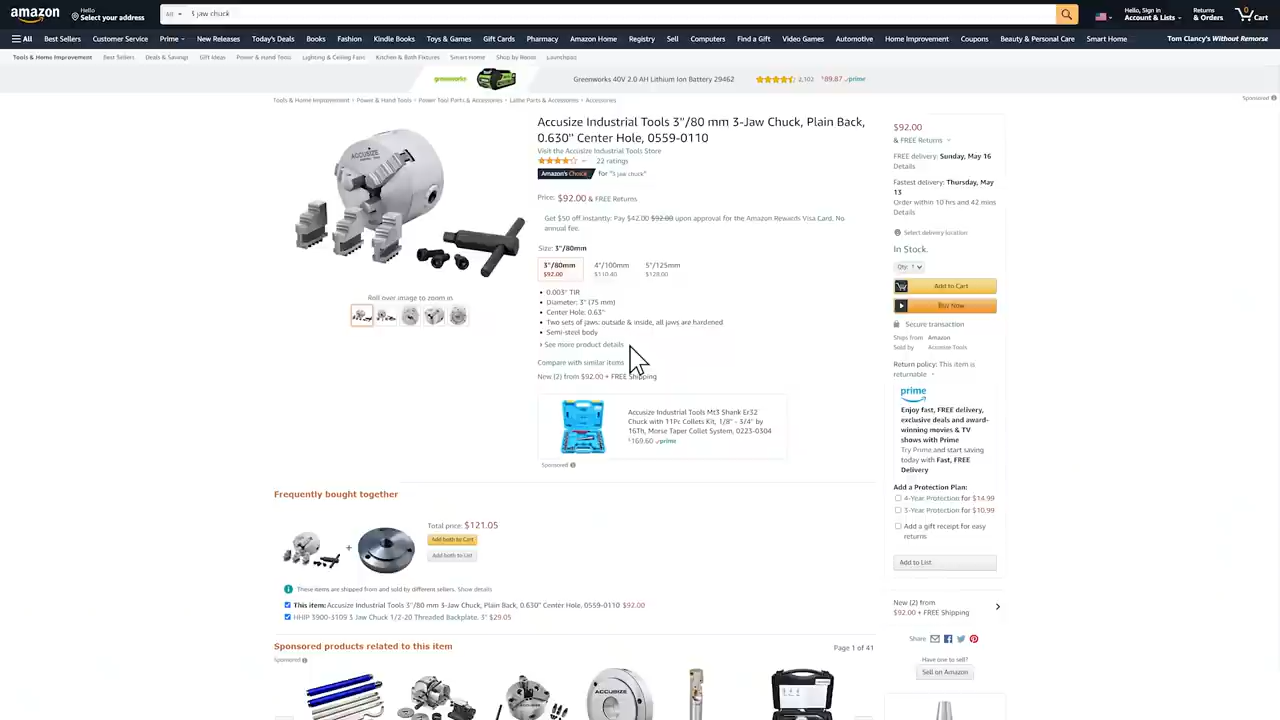 amazon
Hello
Select your address
All
3 jaw chuck
Hello, Sign in
Account & Lists
Returns
& Orders
0
Cart
All
Best Sellers
Customer Service
Prime
New Releases
Today's Deals
Books
Fashion
Kindle Books
Toys & Games
Gift Cards
Pharmacy
Amazon Home
Registry
Sell
Computers
Find a Gift
Video Games
Automotive
Home Improvement
Coupons
Beauty & Personal Care
Smart Home
Tom Clancy's Without Remorse
Tools & Home Improvement
Best Sellers
Deals & Savings
Gift Ideas
Power & Hand Tools
Lighting & Ceiling Fans
Kitchen & Bath Fixtures
Smart Home
Shop by Room
Launchpad
greenworks
Greenworks 40V 2.0 AH Lithium Ion Battery 29462
2,102
$89.87 prime
Sponsored
Tools & Home Improvement › Power & Hand Tools › Power Tool Parts & Accessories › Lathe Parts & Accessories › Accessories
ACCUSIZE
Roll over image to zoom in
Accusize Industrial Tools 3''/80 mm 3-Jaw Chuck, Plain Back,
0.630'' Center Hole, 0559-0110
Visit the Accusize Industrial Tools Store
22 ratings
Amazon's Choice for "3 jaw chuck"
Price: $92.00 & FREE Returns
Get $50 off instantly: Pay $42.00 $92.00 upon approval for the Amazon Rewards Visa Card. No
annual fee.
Size: 3''/80mm
3''/80mm
$92.00
4''/100mm
$110.40
5''/125mm
$128.00
• 0.003'' TIR
• Diameter: 3'' (75 mm)
• Center Hole. 0.63''
• Two sets of jaws: outside & inside, all jaws are hardened
• Semi-steel body
› See more product details
Compare with similar items
New (2) from $92.00 + FREE Shipping
Accusize Industrial Tools Mt3 Shank Er32
Chuck with 11Pc Collets Kit, 1/8'' - 3/4'' by
16Th, Morse Taper Collet System, 0223-0304
$169.60 prime
Sponsored
$92.00
& FREE Returns
FREE delivery: Sunday, May 16
Details
Fastest delivery: Thursday, May
13
Order within 10 hrs and 42 mins
Details
Select delivery location
In Stock.
Qty: 1
Add to Cart
Buy Now
Secure transaction
Ships from Amazon
Sold by Accusize Tools
Return policy: This item is
returnable
prime
Enjoy fast, FREE delivery,
exclusive deals and award-
winning movies & TV
shows with Prime
Try Prime and start saving
today with Fast, FREE
Delivery
Add a Protection Plan:
4-Year Protection for $14.99
3-Year Protection for $10.99
Add a gift receipt for easy
returns
Add to List
New (2) from
$92.00 + FREE Shipping
Share
Have one to sell?
Sell on Amazon
Frequently bought together
+
Total price: $121.05
Add both to Cart
Add both to List
These items are shipped from and sold by different sellers. Show details
This item: Accusize Industrial Tools 3''/80 mm 3-Jaw Chuck, Plain Back, 0.630'' Center Hole, 0559-0110 $92.00
HHIP 3900-3109 3 Jaw Chuck 1/2-20 Threaded Backplate, 3" $29.05
Sponsored products related to this item
Page 1 of 41
Sponsored
ACCUSIZE